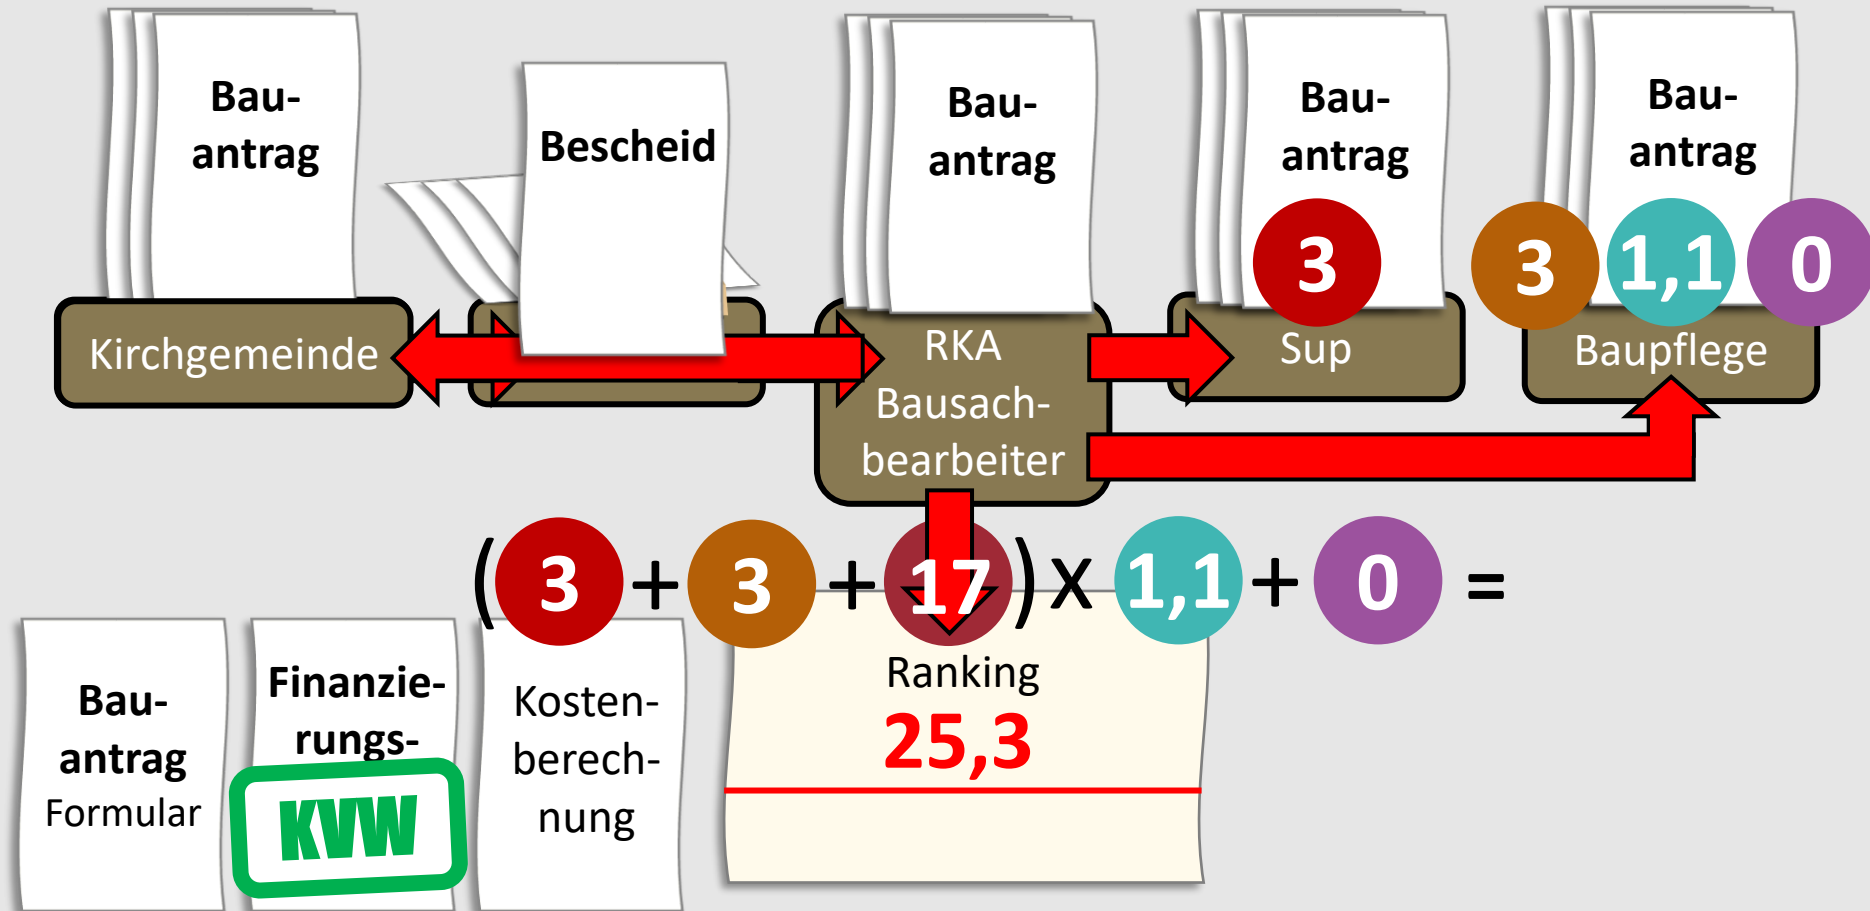 Bau-
antrag
Bescheid
Bau-
antrag
Bau-
antrag
3
Bau-
antrag
3
1,1
0
Kirchgemeinde
RKA
Bausach-
bearbeiter
Sup
Baupflege
(3 + 3 + 17) x 1,1 + 0 =
Bau-
antrag
Formular
Finanzie-
rungs-
KVW
Kosten-
berech-
nung
Ranking
25,3